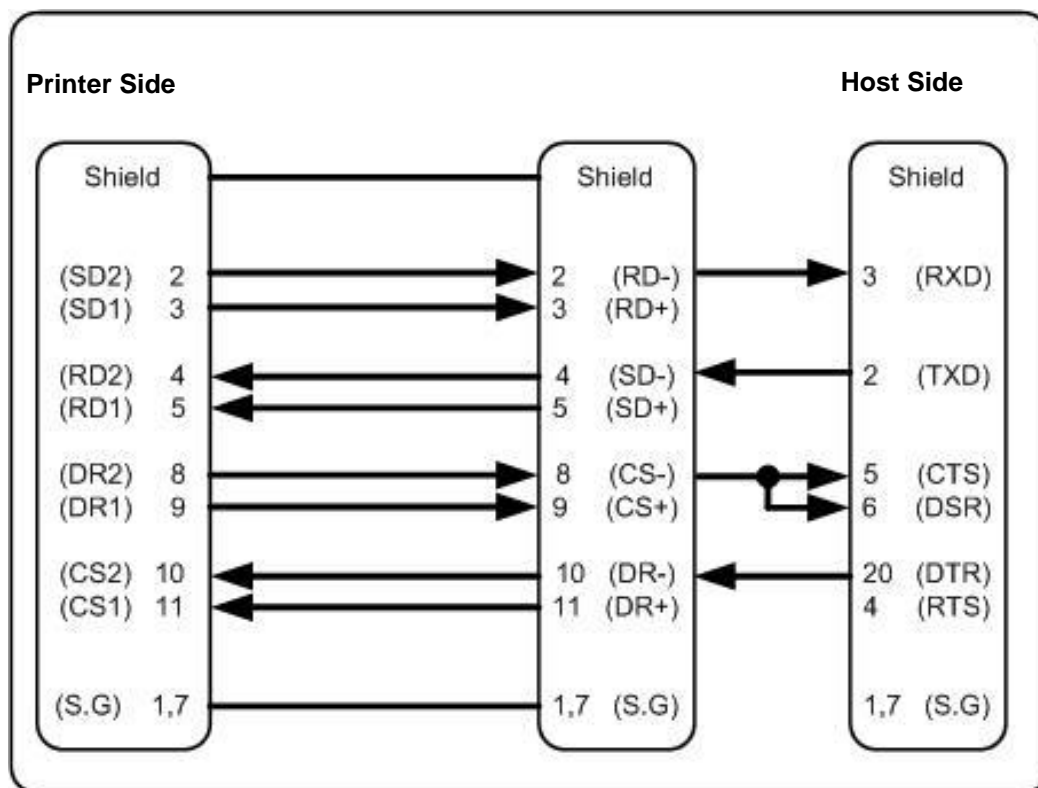 Printer Side Host Side
Shield Shield Shield
(SD2) 2 2 (RD-) 3 (RXD)
(SD1) 3 3 (RD+)
(RD2) 4 4 (SD-) 2 (TXD)
(RD1) 5 5 (SD+)
(DR2) 8 8 (CS-) 5 (CTS)
(DR1) 9 9 (CS+) 6 (DSR)
(CS2) 10 10 (DR-) 20 (DTR)
(CS1) 11 11 (DR+) 4 (RTS)
(S.G) 1,7 1,7 (S.G) 1,7 (S.G)